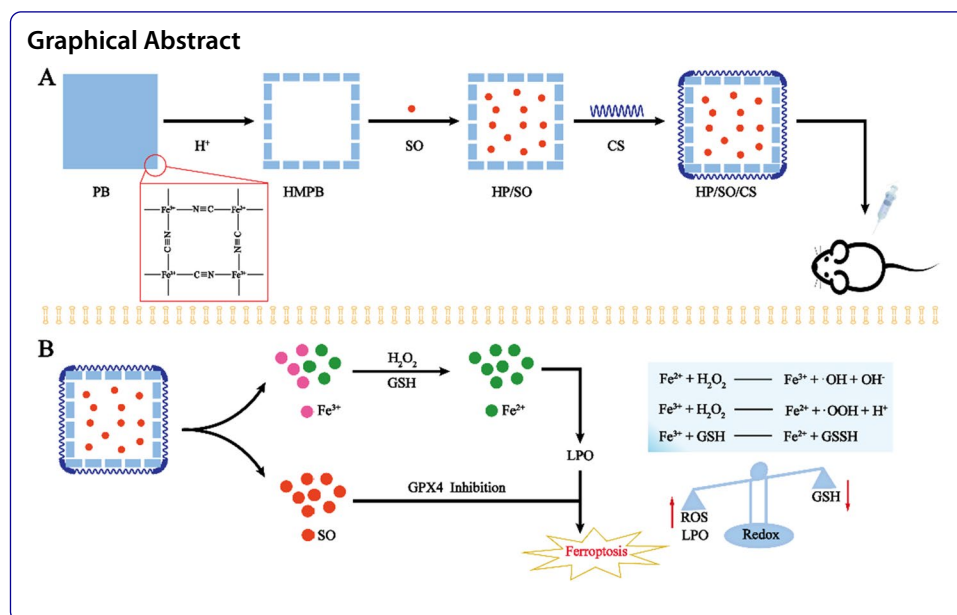 Graphical Abstract
A
H⁺
SO
CS
PB
HMPB
HP/SO
HP/SO/CS
Fe³⁺ N≡C Fe²⁺
C≡N
N≡C
Fe²⁺ C≡N Fe³⁺
B
H₂O₂
GSH
Fe³⁺
Fe²⁺
LPO
GPX4 Inhibition
SO
Ferroptosis
Fe²⁺ + H₂O₂ —— Fe³⁺ + ·OH + OH⁻
Fe³⁺ + H₂O₂ —— Fe²⁺ + ·OOH + H⁺
Fe³⁺ + GSH —— Fe²⁺ + GSSH
ROS
LPO
GSH
Redox